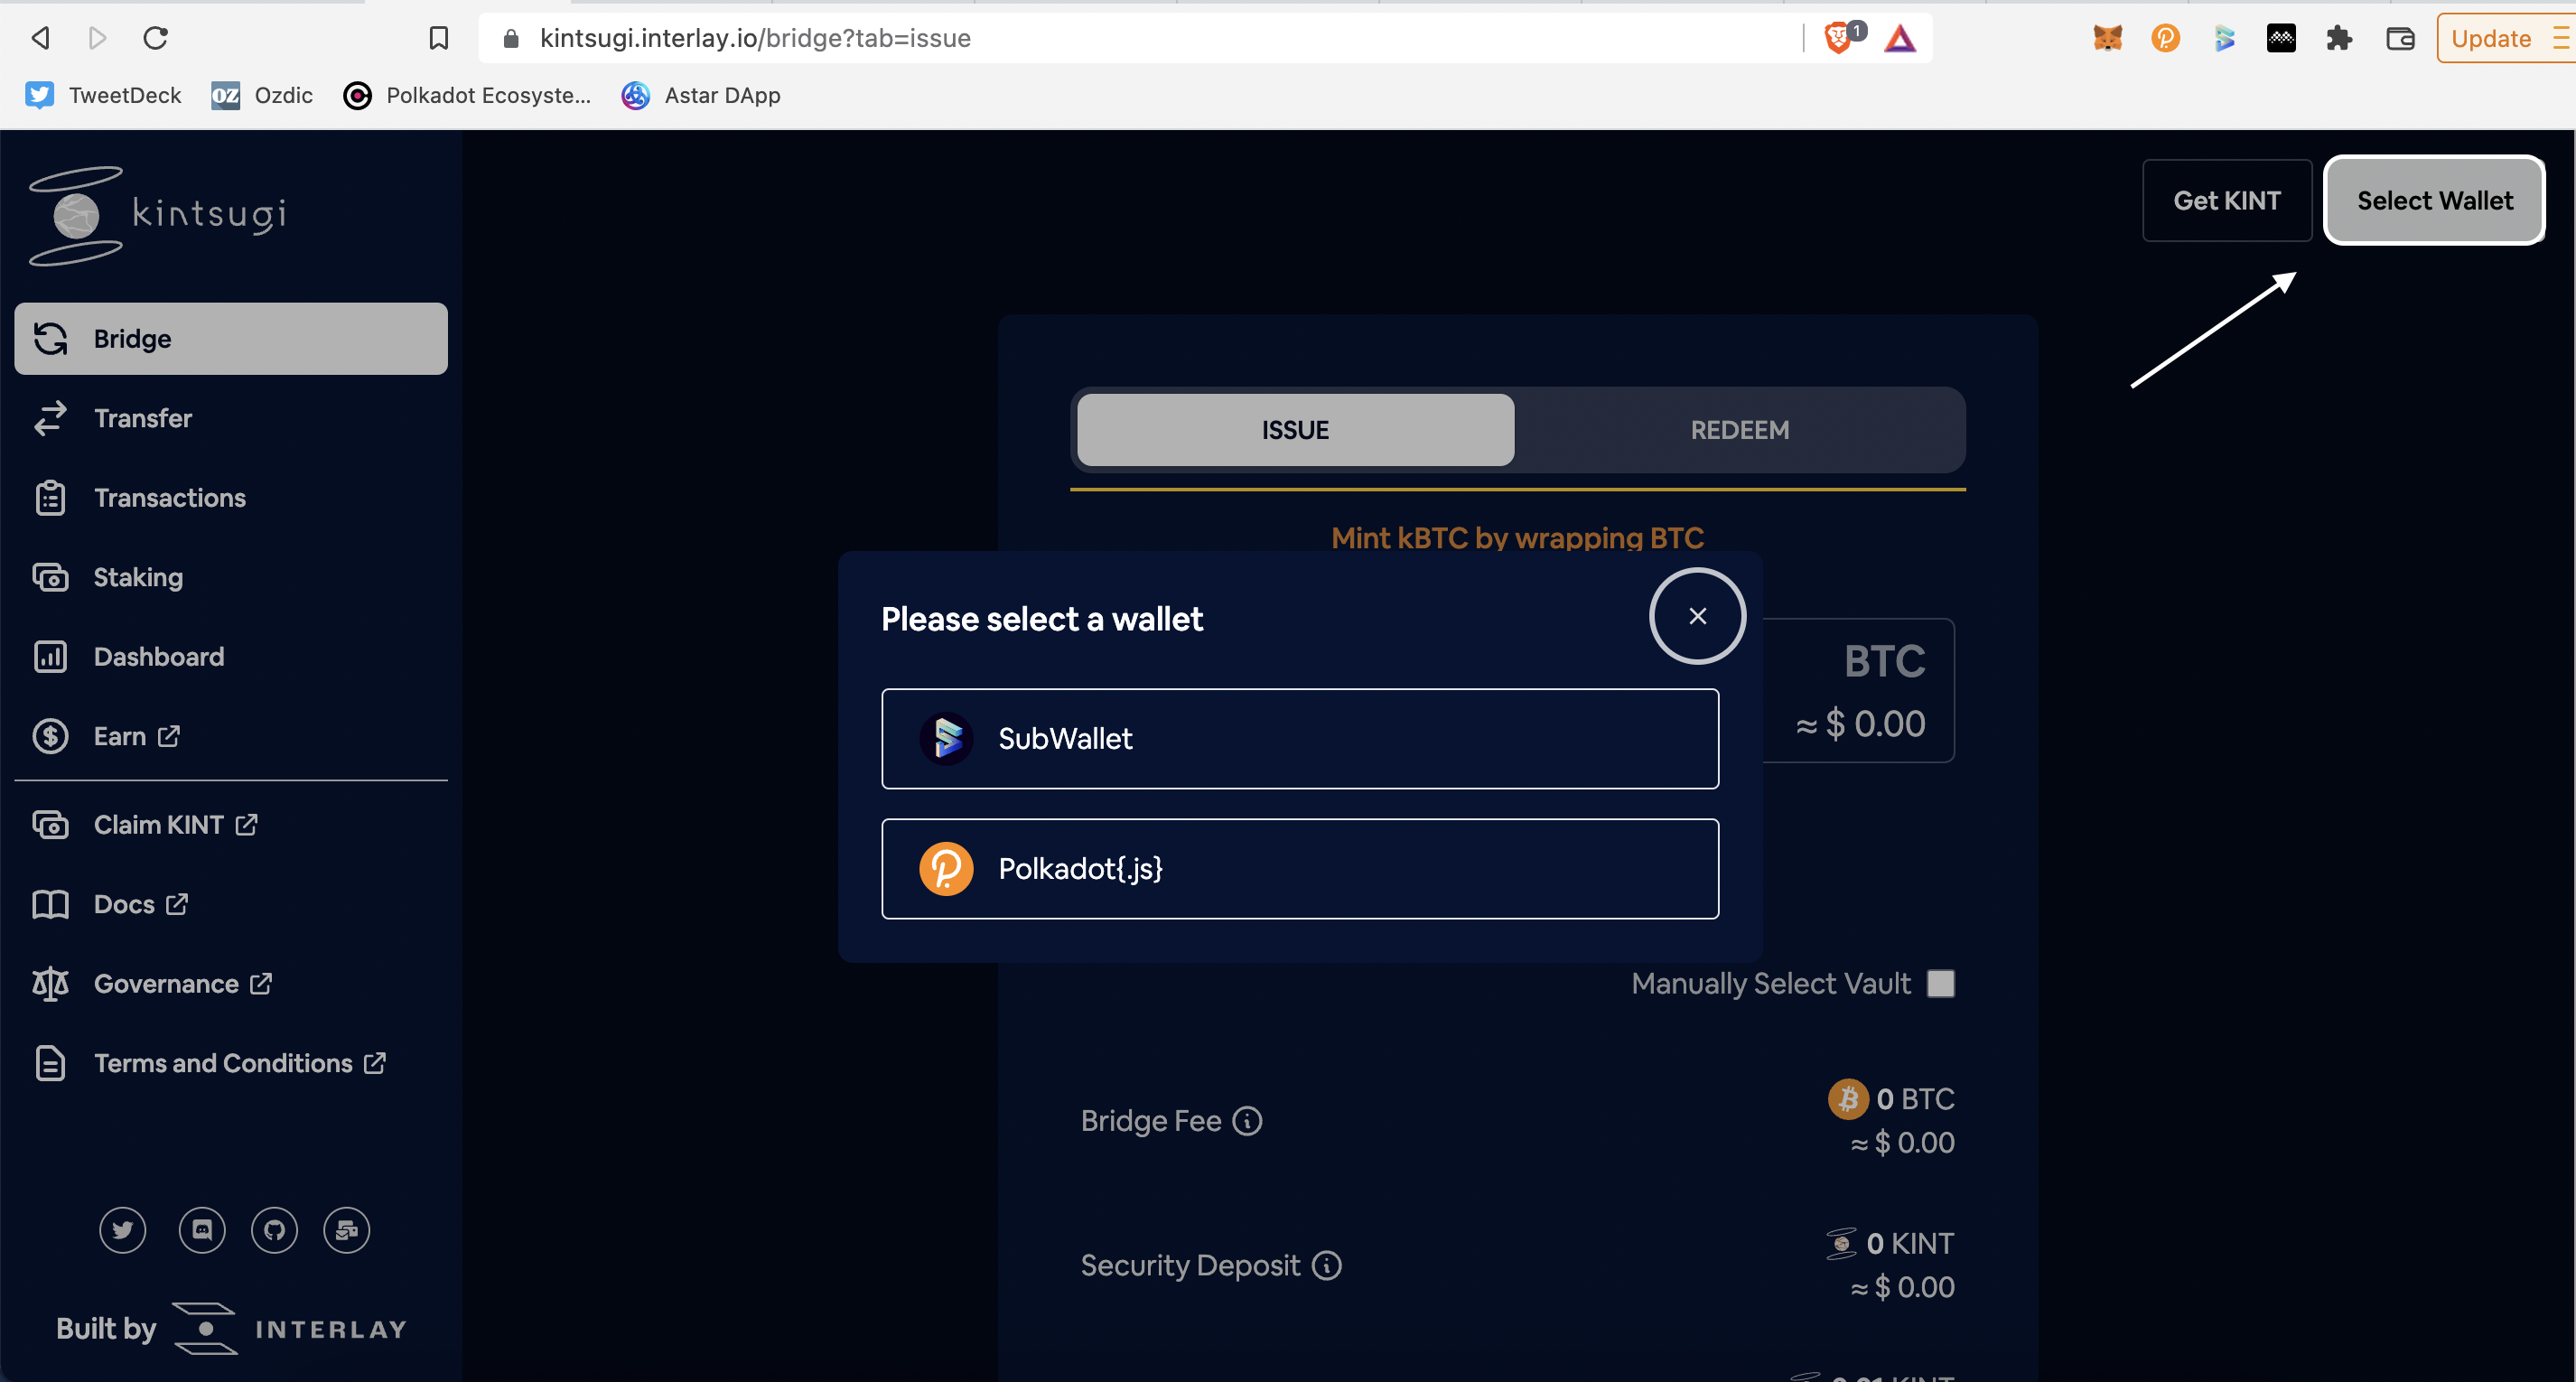 kintsugi.interlay.io/bridge?tab=issue
1
Update
TweetDeck
OZ
Ozdic
Polkadot Ecosyste...
Astar DApp
kintsugi
Get KINT
Select Wallet
Bridge
Transfer
Transactions
Staking
Dashboard
Earn
Claim KINT
Docs
Governance
Terms and Conditions
Built by
INTERLAY
ISSUE
REDEEM
Mint kBTC by wrapping BTC
Please select a wallet
SubWallet
Polkadot{.js}
BTC
≈ $ 0.00
Manually Select Vault
Bridge Fee
0 BTC
≈ $ 0.00
Security Deposit
0 KINT
≈ $ 0.00